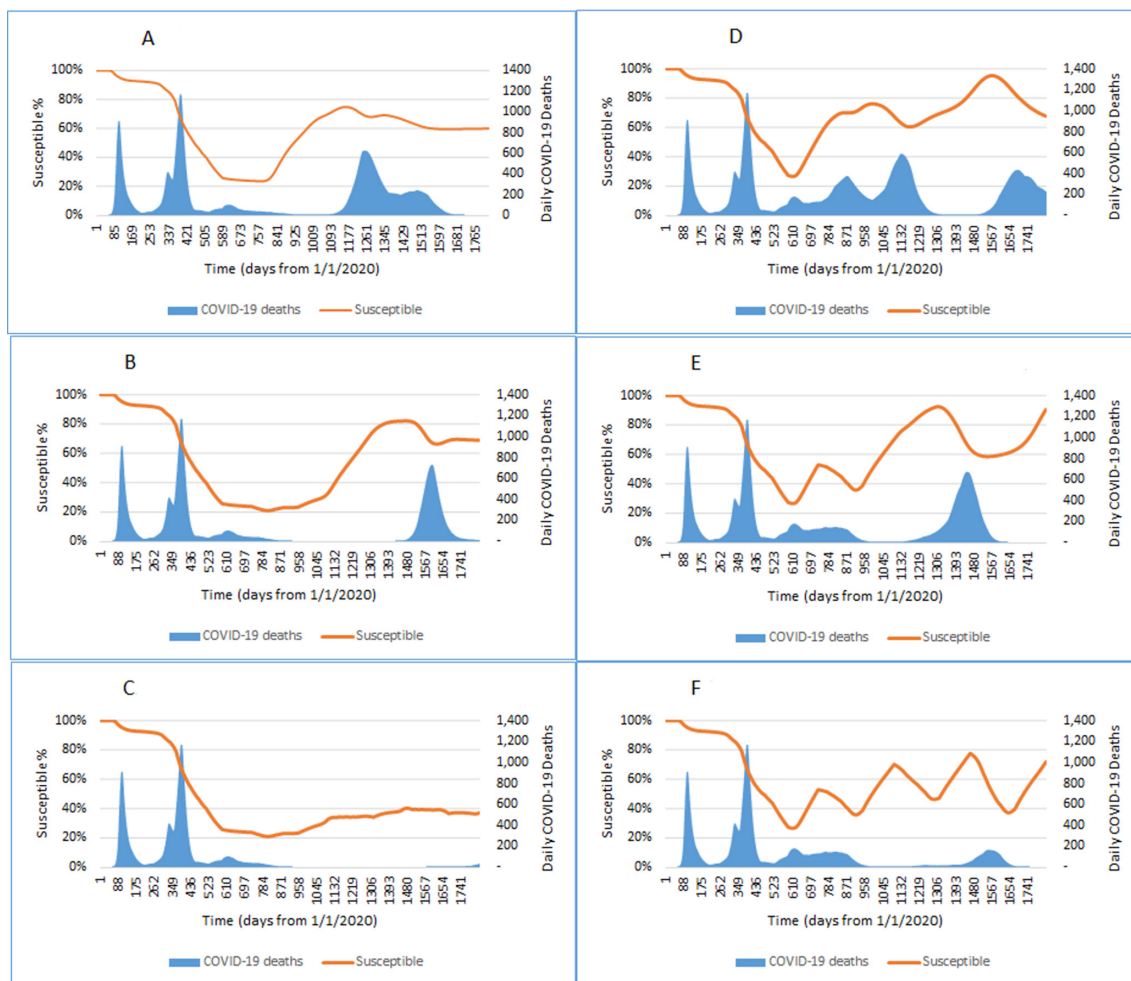 A
100%
80%
60%
40%
20%
0%
Susceptible %
1400
1200
1000
800
600
400
200
0
Daily COVID-19 Deaths
1 85 169 253 337 421 505 589 673 757 841 925 1009 1093 1177 1261 1345 1429 1513 1597 1681 1765
Time (days from 1/1/2020)
COVID-19 deaths Susceptible
D
100%
80%
60%
40%
20%
0%
Susceptible %
1,400
1,200
1,000
800
600
400
200
-
Daily COVID-19 Deaths
1 88 175 262 349 436 523 610 697 784 871 958 1045 1132 1219 1306 1393 1480 1567 1654 1741
Time (days from 1/1/2020)
COVID-19 deaths Susceptible
B
100%
80%
60%
40%
20%
0%
Susceptible %
1,400
1,200
1,000
800
600
400
200
-
Daily COVID-19 Deaths
1 88 175 262 349 436 523 610 697 784 871 958 1045 1132 1219 1306 1393 1480 1567 1654 1741
Time (days from 1/1/2020)
COVID-19 deaths Susceptible
E
100%
80%
60%
40%
20%
0%
Susceptible %
1,400
1,200
1,000
800
600
400
200
-
Daily COVID-19 Deaths
1 88 175 262 349 436 523 610 697 784 871 958 1045 1132 1219 1306 1393 1480 1567 1654 1741
Time (days from 1/1/2020)
COVID-19 deaths Susceptible
C
100%
80%
60%
40%
20%
0%
Susceptible %
1,400
1,200
1,000
800
600
400
200
-
Daily COVID-19 Deaths
1 88 175 262 349 436 523 610 697 784 871 958 1045 1132 1219 1306 1393 1480 1567 1654 1741
Time (days from 1/1/2020)
COVID-19 deaths Susceptible
F
100%
80%
60%
40%
20%
0%
Susceptible %
1,400
1,200
1,000
800
600
400
200
-
Daily COVID-19 Deaths
1 88 175 262 349 436 523 610 697 784 871 958 1045 1132 1219 1306 1393 1480 1567 1654 1741
Time (days from 1/1/2020)
COVID-19 deaths Susceptible